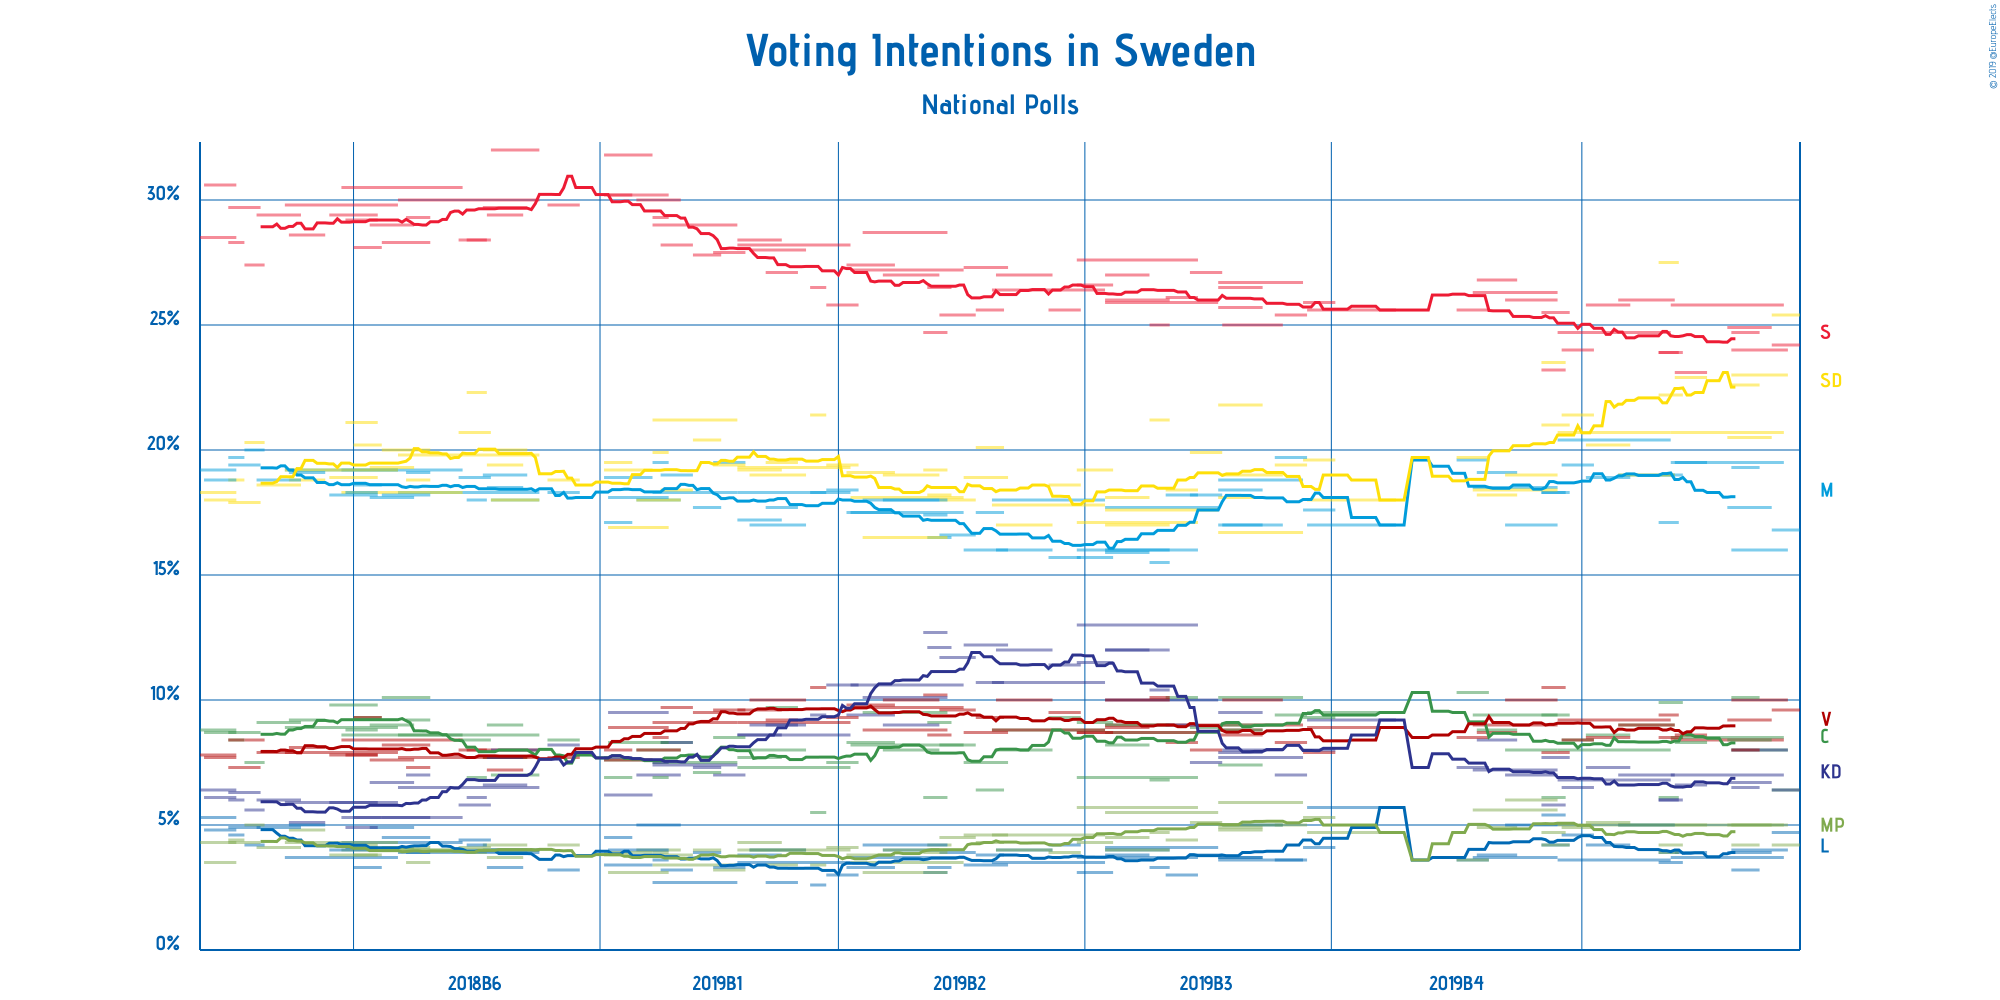 Voting Intentions in Sweden
National Polls
© 2019 @EuropeElects
30%
25%
20%
15%
10%
5%
0%
S
SD
M
V
C
KD
MP
L
2018B6 2019B1 2019B2 2019B3 2019B4